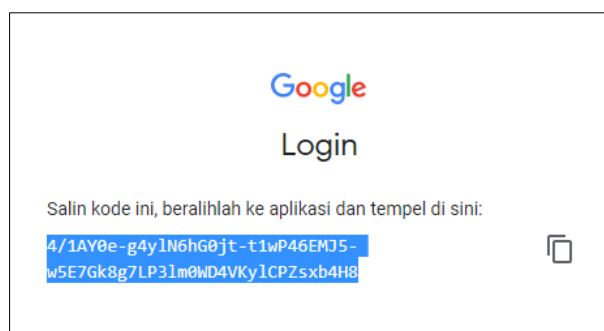 Google
Login
Salin kode ini, beralihlah ke aplikasi dan tempel di sini:
4/1AY0e-g4ylN6hG0jt-t1wP46EMJ5-
w5E7Gk8g7LP3lm0WD4VKylCPZsxb4H8